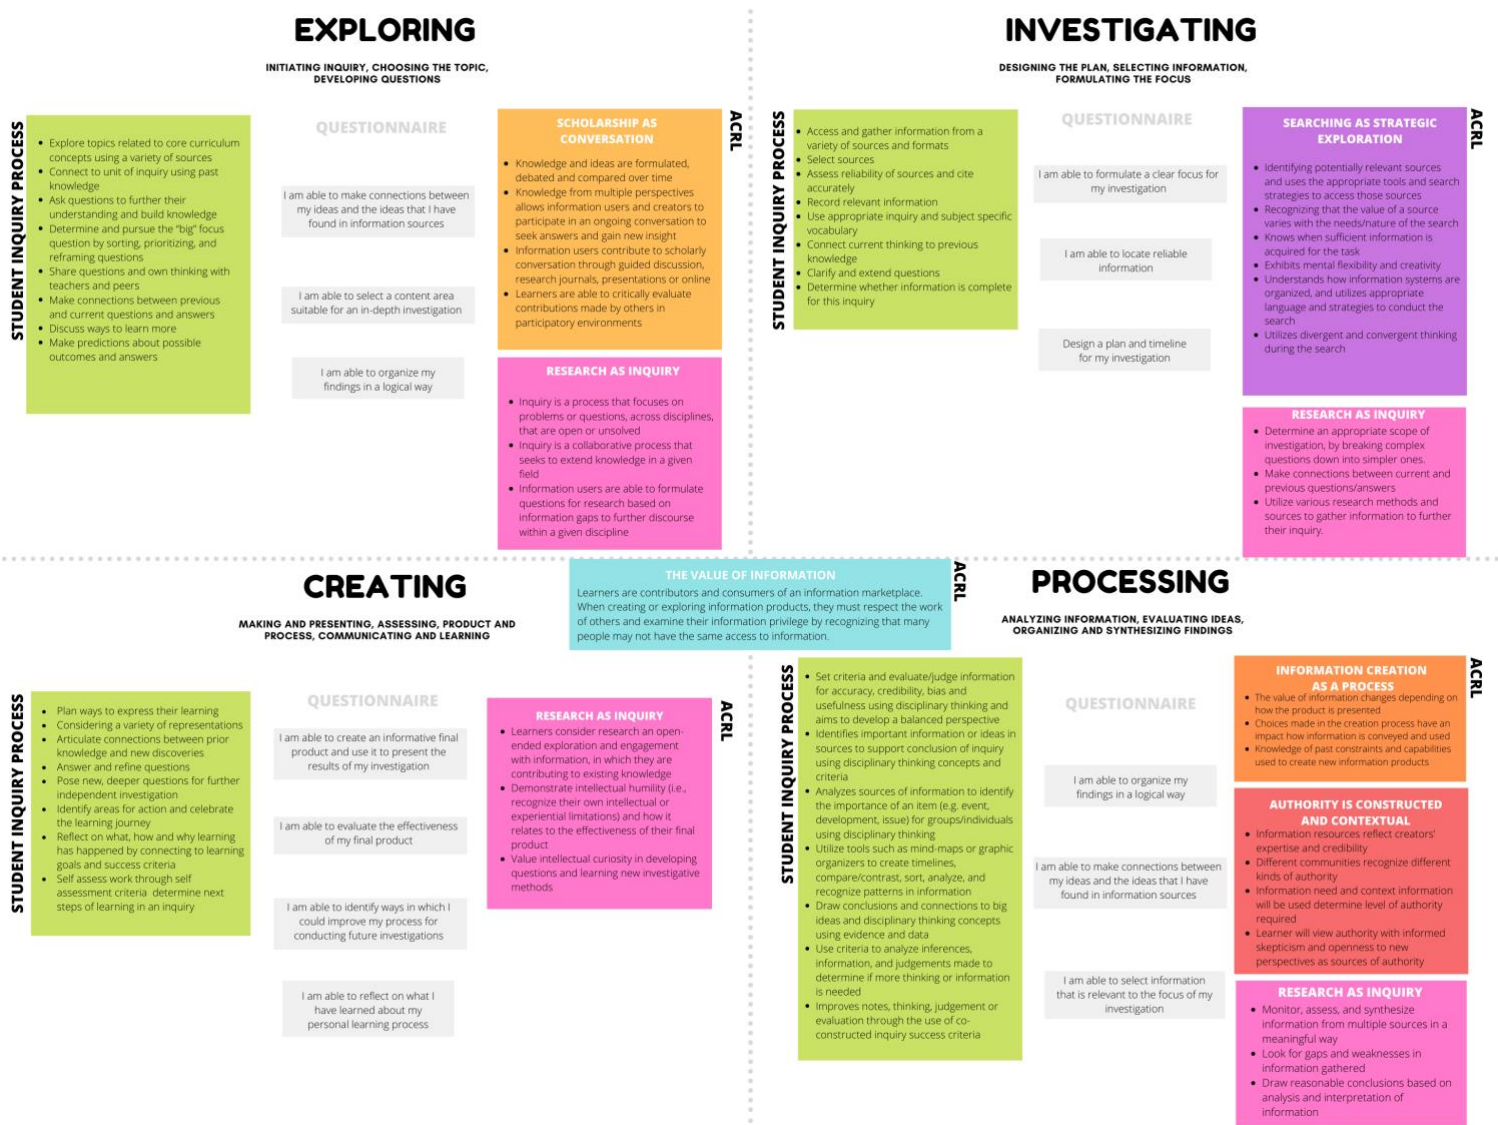 EXPLORING
INITIATING INQUIRY, CHOOSING THE TOPIC,
DEVELOPING QUESTIONS
STUDENT INQUIRY PROCESS
Explore topics related to core curriculum
concepts using a variety of sources
Connect to unit of inquiry using past
knowledge
Ask questions to further their
understanding and build knowledge
Determine and pursue the "big" focus
question by sorting, prioritizing, and
reframing questions
Share questions and own thinking with
teachers and peers
Make connections between previous
and current questions and answers
Discuss ways to learn more
Make predictions about possible
outcomes and answers
QUESTIONNAIRE
I am able to make connections between
my ideas and the ideas that I have
found in information sources
I am able to select a content area
suitable for an in-depth investigation
I am able to organize my
findings in a logical way
ACRL
SCHOLARSHIP AS
CONVERSATION
Knowledge and ideas are formulated,
debated and compared over time
Knowledge from multiple perspectives
allows information users and creators to
participate in an ongoing conversation to
seek answers and gain new insight
Information users contribute to scholarly
conversation through guided discussion,
research journals, presentations or online
Learners are able to critically evaluate
contributions made by others in
participatory environments
RESEARCH AS INQUIRY
Inquiry is a process that focuses on
problems or questions, across disciplines,
that are open or unsolved
Inquiry is a collaborative process that
seeks to extend knowledge in a given
field
Information users are able to formulate
questions for research based on
information gaps to further discourse
within a given discipline
INVESTIGATING
DESIGNING THE PLAN, SELECTING INFORMATION,
FORMULATING THE FOCUS
STUDENT INQUIRY PROCESS
Access and gather information from a
variety of sources and formats
Select sources
Assess reliability of sources and cite
accurately
Record relevant information
Use appropriate inquiry and subject specific
vocabulary
Connect current thinking to previous
knowledge
Clarify and extend questions
Determine whether information is complete
for this inquiry
QUESTIONNAIRE
I am able to formulate a clear focus for
my investigation
I am able to locate reliable
information
Design a plan and timeline
for my investigation
ACRL
SEARCHING AS STRATEGIC
EXPLORATION
Identifying potentially relevant sources
and uses the appropriate tools and search
strategies to access those sources
Recognizing that the value of a source
varies with the needs/nature of the search
Knows when sufficient information is
acquired for the task
Exhibits mental flexibility and creativity
Understands how information systems are
organized, and utilizes appropriate
language and strategies to conduct the
search
Utilizes divergent and convergent thinking
during the search
RESEARCH AS INQUIRY
Determine an appropriate scope of
investigation, by breaking complex
questions down into simpler ones.
Make connections between current and
previous questions/answers
Utilize various research methods and
sources to gather information to further
their inquiry.
THE VALUE OF INFORMATION
Learners are contributors and consumers of an information marketplace.
When creating or exploring information products, they must respect the work
of others and examine their information privilege by recognizing that many
people may not have the same access to information.
ACRL
CREATING
MAKING AND PRESENTING, ASSESSING, PRODUCT AND
PROCESS, COMMUNICATING AND LEARNING
STUDENT INQUIRY PROCESS
Plan ways to express their learning
Considering a variety of representations
Articulate connections between prior
knowledge and new discoveries
Answer and refine questions
Pose new, deeper questions for further
independent investigation
Identify areas for action and celebrate
the learning journey
Reflect on what, how and why learning
has happened by connecting to learning
goals and success criteria
Self assess work through self
assessment criteria determine next
steps of learning in an inquiry
QUESTIONNAIRE
I am able to create an informative final
product and use it to present the
results of my investigation
I am able to evaluate the effectiveness
of my final product
I am able to identify ways in which I
could improve my process for
conducting future investigations
I am able to reflect on what I
have learned about my
personal learning process
ACRL
RESEARCH AS INQUIRY
Learners consider research an open-
ended exploration and engagement
with information, in which they are
contributing to existing knowledge
Demonstrate intellectual humility (i.e.,
recognize their own intellectual or
experiential limitations) and how it
relates to the effectiveness of their final
product
Value intellectual curiosity in developing
questions and learning new investigative
methods
PROCESSING
ANALYZING INFORMATION, EVALUATING IDEAS,
ORGANIZING AND SYNTHESIZING FINDINGS
STUDENT INQUIRY PROCESS
Set criteria and evaluate/judge information
for accuracy, credibility, bias and
usefulness using disciplinary thinking and
aims to develop a balanced perspective
Identifies important information or ideas in
sources to support conclusion of inquiry
using disciplinary thinking concepts and
criteria
Analyzes sources of information to identify
the importance of an item (e.g. event,
development, issue) for groups/individuals
using disciplinary thinking
Utilize tools such as mind-maps or graphic
organizers to create timelines,
compare/contrast, sort, analyze, and
recognize patterns in information
Draw conclusions and connections to big
ideas and disciplinary thinking concepts
using evidence and data
Use criteria to analyze inferences,
information, and judgements made to
determine if more thinking or information
is needed
Improves notes, thinking, judgement or
evaluation through the use of co-
constructed inquiry success criteria
QUESTIONNAIRE
I am able to organize my
findings in a logical way
I am able to make connections between
my ideas and the ideas that I have
found in information sources
I am able to select information
that is relevant to the focus of my
investigation
ACRL
INFORMATION CREATION
AS A PROCESS
The value of information changes depending on
how the product is presented
Choices made in the creation process have an
impact how information is conveyed and used
Knowledge of past constraints and capabilities
used to create new information products
AUTHORITY IS CONSTRUCTED
AND CONTEXTUAL
Information resources reflect creators'
expertise and credibility
Different communities recognize different
kinds of authority
Information need and context information
will be used determine level of authority
required
Learner will view authority with informed
skepticism and openness to new
perspectives as sources of authority
RESEARCH AS INQUIRY
Monitor, assess, and synthesize
information from multiple sources in a
meaningful way
Look for gaps and weaknesses in
information gathered
Draw reasonable conclusions based on
analysis and interpretation of
information